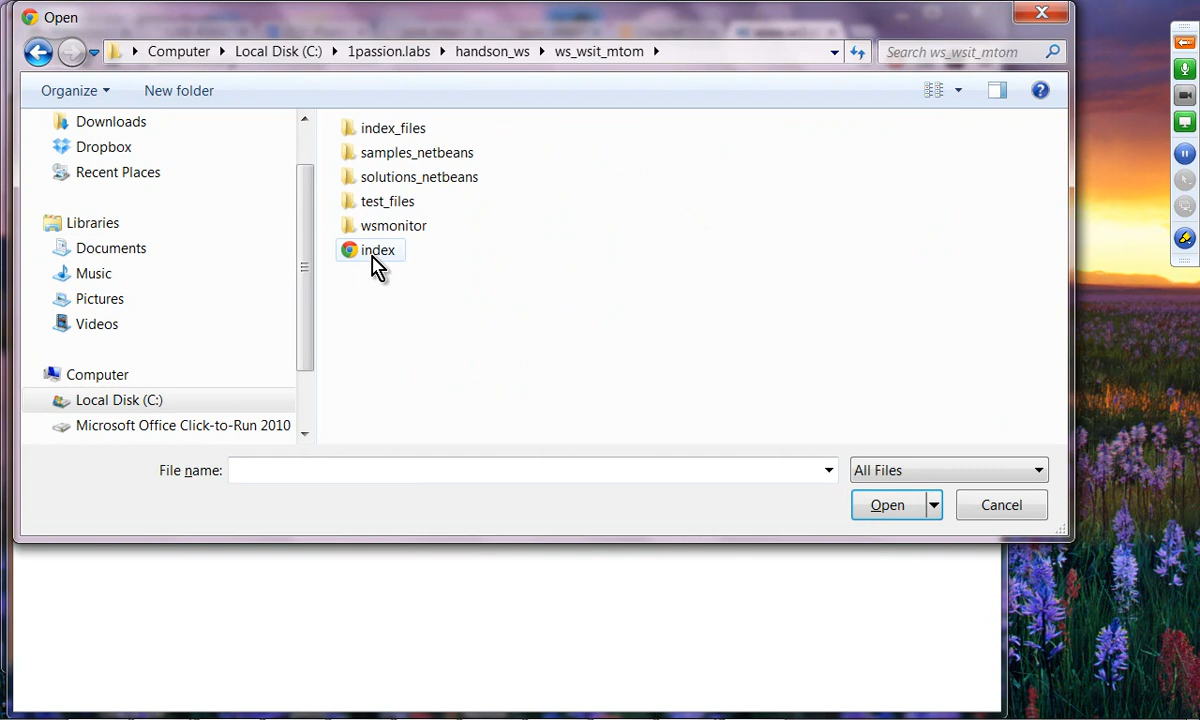 Open
Computer Local Disk (C:) 1passion.labs handson_ws ws_wsit_mtom
Search ws_wsit_mtom
Organize
New folder
Downloads
Dropbox
Recent Places
Libraries
Documents
Music
Pictures
Videos
Computer
Local Disk (C:)
Microsoft Office Click-to-Run 2010
index_files
samples_netbeans
solutions_netbeans
test_files
wsmonitor
index
File name:
All Files
Open
Cancel